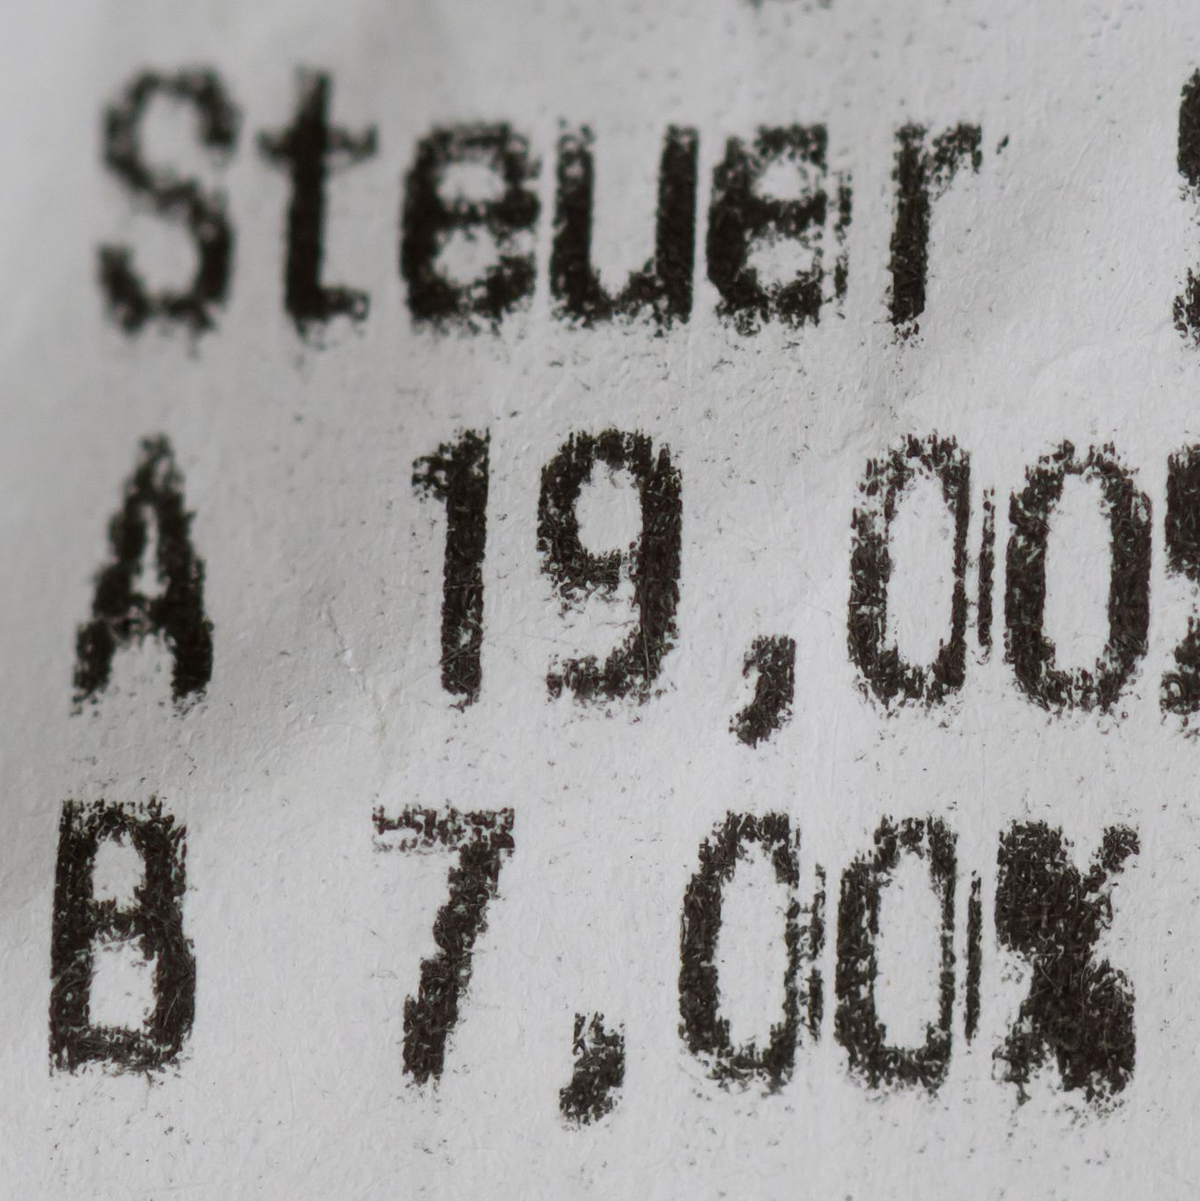 Steuer
A 19,00%
B 7,00%